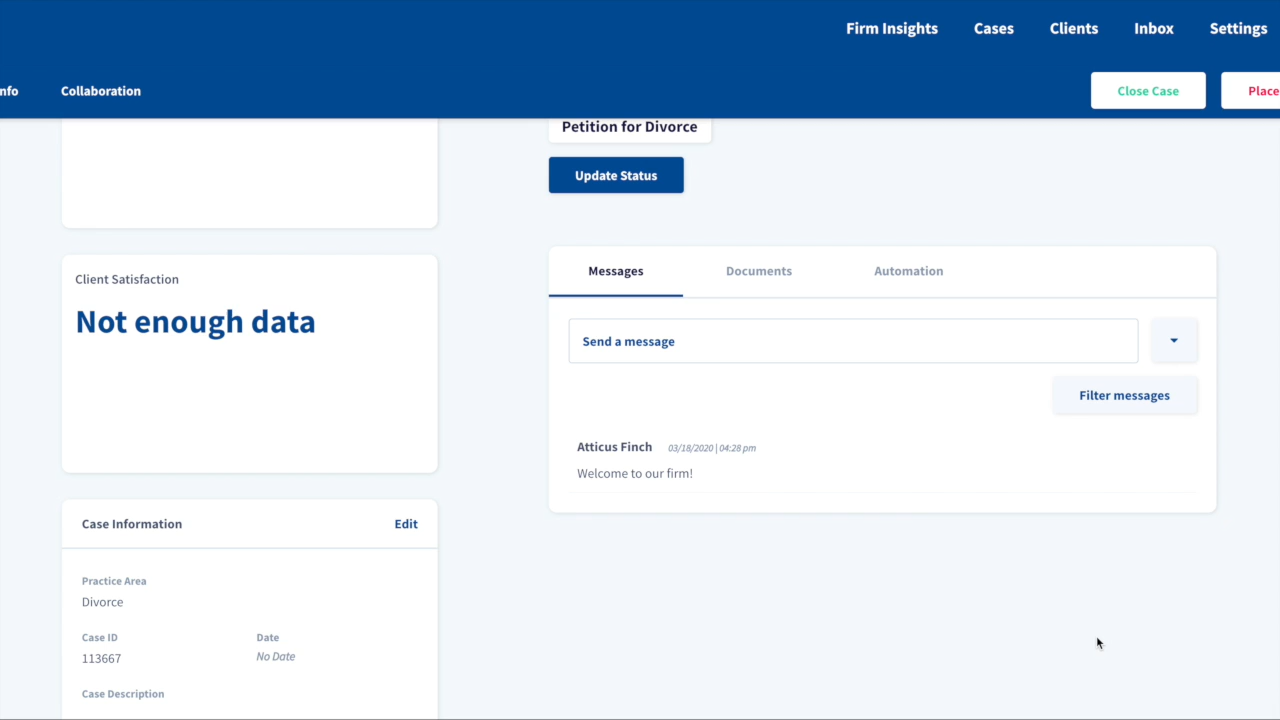 Firm Insights Cases Clients Inbox Settings
nfo Collaboration Close Case Place
Petition for Divorce
Update Status
Client Satisfaction
Not enough data
Messages Documents Automation
Send a message
Filter messages
Atticus Finch 03/18/2020 | 04:28 pm
Welcome to our firm!
Case Information Edit
Practice Area
Divorce
Case ID Date
113667 No Date
Case Description